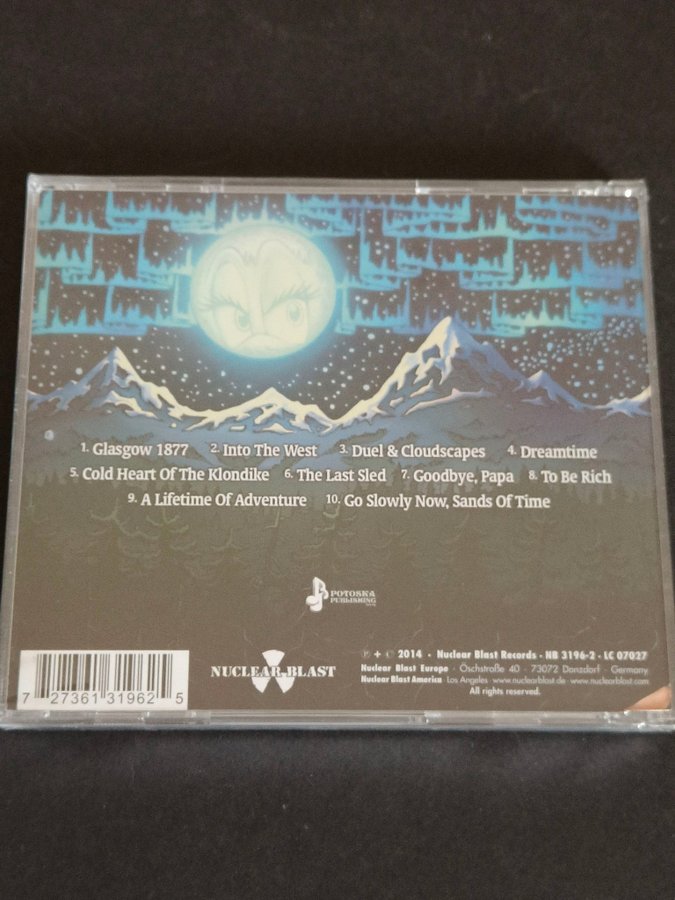 1. Glasgow 1877 2. Into The West 3. Duel & Cloudscapes 4. Dreamtime
5. Cold Heart Of The Klondike 6. The Last Sled 7. Goodbye, Papa 8. To Be Rich
9. A Lifetime Of Adventure 10. Go Slowly Now, Sands Of Time
POTOSKA
PUBLISHING
7 27361 31962 5
NUCLEAR BLAST
℗ + © 2014 · Nuclear Blast Records · NB 3196-2 · LC 07027
Nuclear Blast Europe · Öschstraße 40 · 73072 Donzdorf · Germany
Nuclear Blast America · Los Angeles · www.nuclearblast.de · www.nuclearblast.com
All rights reserved.